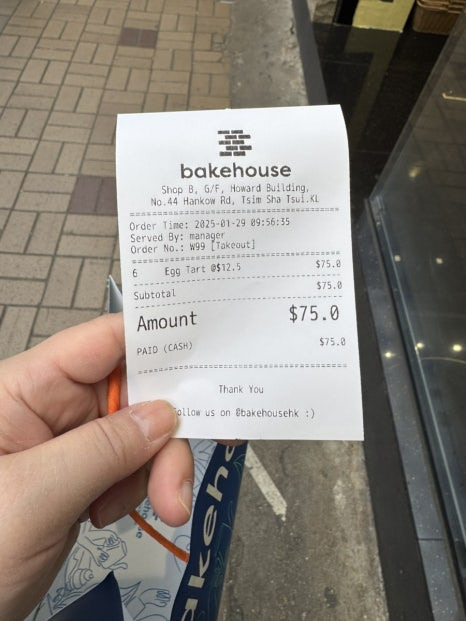 bakehouse
Shop B, G/F, Howard Building,
No.44 Hankow Rd, Tsim Sha Tsui.KL
Order Time: 2025-01-29 09:56:35
Served By: manager
Order No.: W99 [Takeout]
6 Egg Tart @$12.5 $75.0
Subtotal $75.0
Amount $75.0
PAID (CASH) $75.0
Thank You
Follow us on @bakehousehk :)
akeh